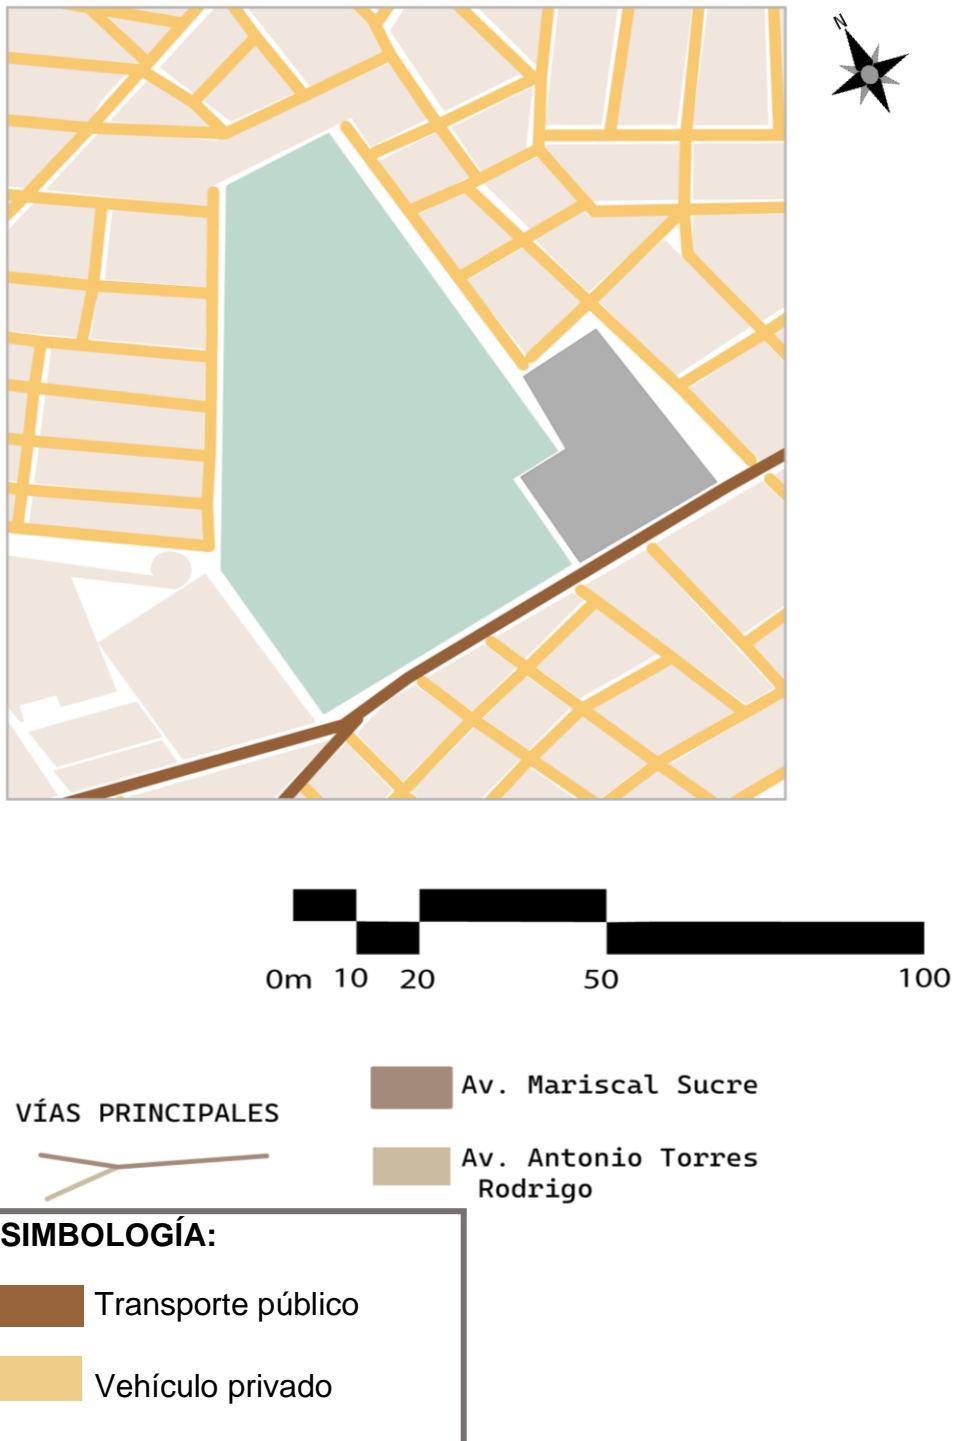 N
0m 10 20 50 100
Av. Mariscal Sucre
VÍAS PRINCIPALES
Av. Antonio Torres
Rodrigo
SIMBOLOGÍA:
Transporte público
Vehículo privado